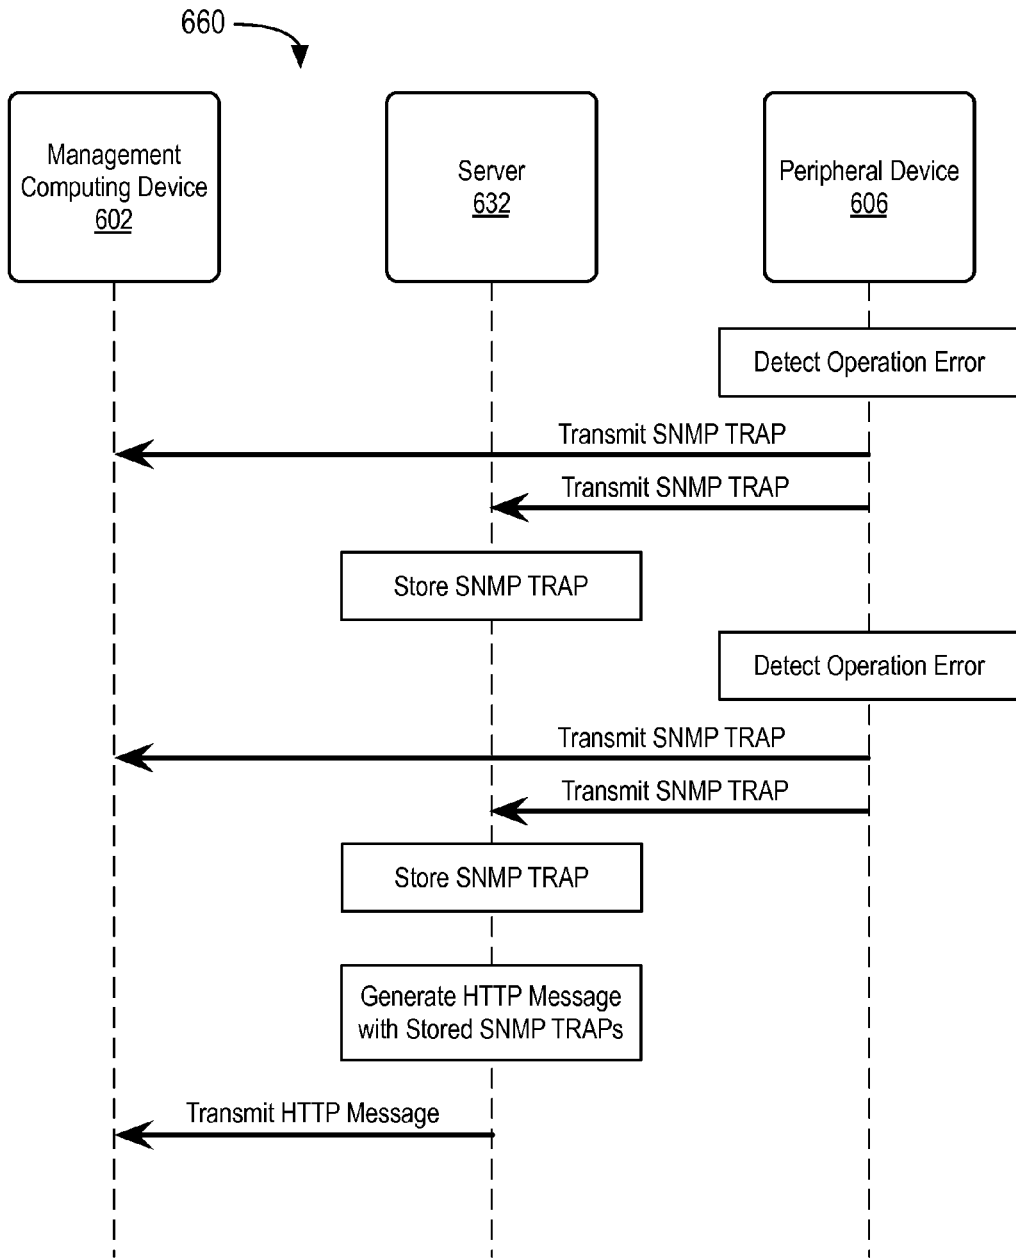 660
Management
Computing Device
602
Server
632
Peripheral Device
606
Detect Operation Error
Transmit SNMP TRAP
Transmit SNMP TRAP
Store SNMP TRAP
Detect Operation Error
Transmit SNMP TRAP
Transmit SNMP TRAP
Store SNMP TRAP
Generate HTTP Message
with Stored SNMP TRAPs
Transmit HTTP Message